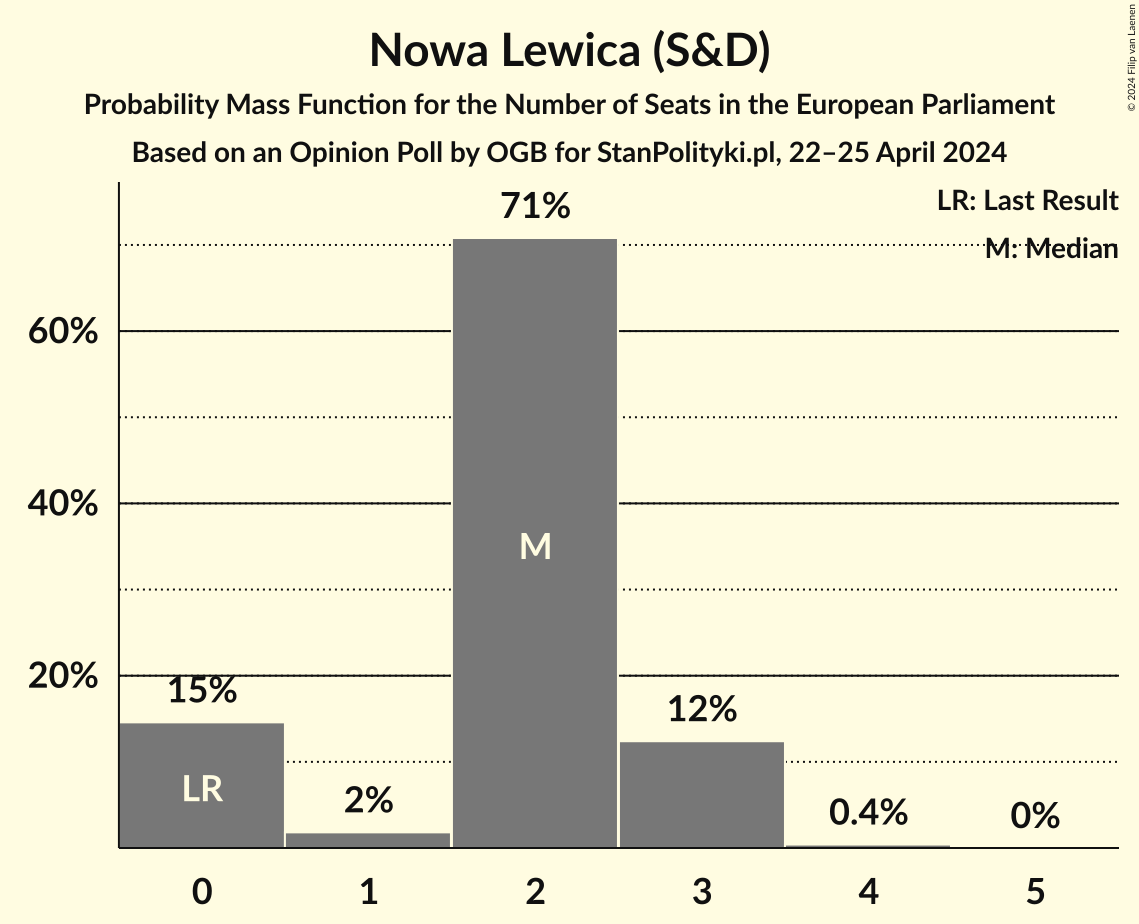 Nowa Lewica (S&D)
Probability Mass Function for the Number of Seats in the European Parliament
Based on an Opinion Poll by OGB for StanPolityki.pl, 22–25 April 2024
© 2024 Filip van Laenen
LR: Last Result
M: Median
71%
60%
40%
M
20%
15%
12%
LR
2%
0.4%
0%
0 1 2 3 4 5